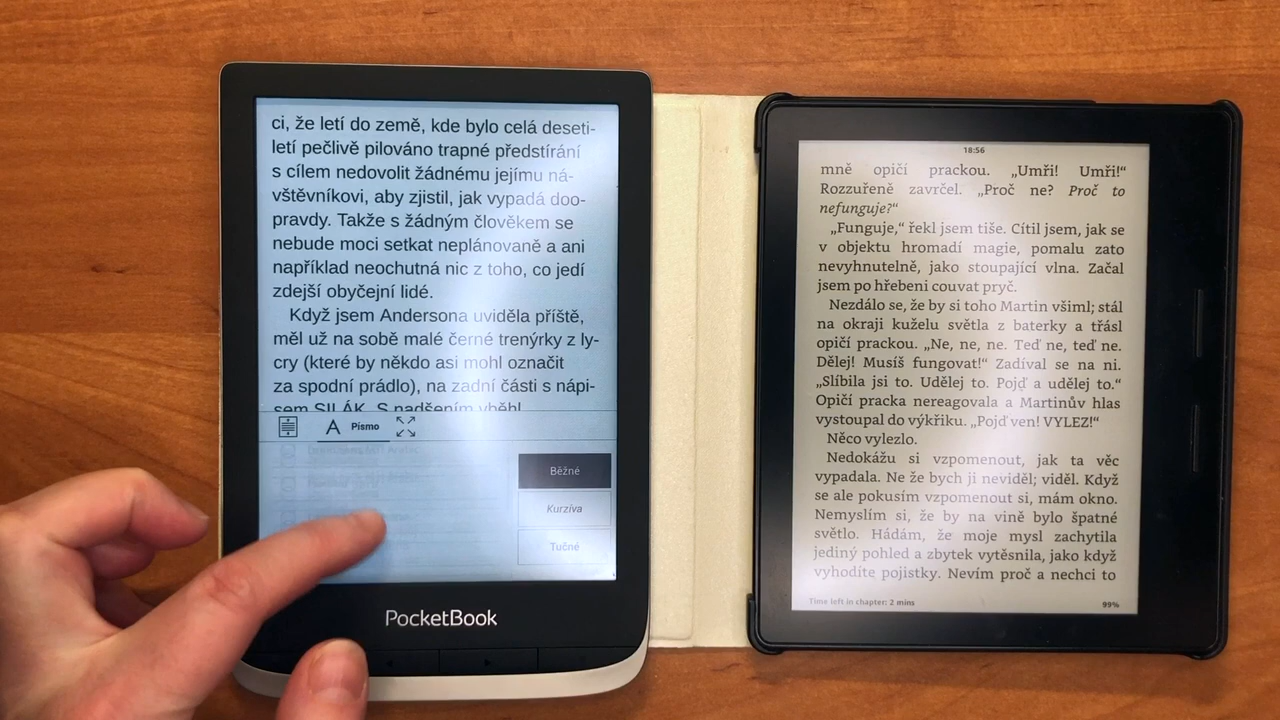 ci, že letí do země, kde bylo celá deseti-
letí pečlivě pilováno trapné předstírání
s cílem nedovolit žádnému jejímu ná-
vštěvníkovi, aby zjistil, jak vypadá doo-
pravdy. Takže s žádným člověkem se
nebude moci setkat neplánovaně a ani
například neochutná nic z toho, co jedí
zdejší obyčejní lidé.
Když jsem Andersona uviděla příště,
měl už na sobě malé černé trenýrky z ly-
cry (které by někdo asi mohl označit
za spodní prádlo), na zadní části s nápi-
sem SILÁK. S nadšením vběhl
A Písmo
Běžné
Kurzíva
Tučné
PocketBook
18:56
mně opičí prackou. „Umři! Umři!“
Rozzuřeně zavrčel. „Proč ne? Proč to
nefunguje?“
„Funguje,“ řekl jsem tiše. Cítil jsem, jak se
v objektu hromadí magie, pomalu zato
nevyhnutelně, jako stoupající vlna. Začal
jsem po hřebeni couvat pryč.
Nezdálo se, že by si toho Martin všiml; stál
na okraji kuželu světla z baterky a třásl
opičí prackou. „Ne, ne, ne. Teď ne, teď ne.
Dělej! Musíš fungovat!“ Zadíval se na ni.
„Slíbila jsi to. Udělej to. Pojď a udělej to.“
Opičí pracka nereagovala a Martinův hlas
vystoupal do výkřiku. „Pojď ven! VYLEZ!“
Něco vylezlo.
Nedokážu si vzpomenout, jak ta věc
vypadala. Ne že bych ji neviděl; viděl. Když
se ale pokusím vzpomenout si, mám okno.
Nemyslím si, že by na vině bylo špatné
světlo. Hádám, že moje mysl zachytila
jediný pohled a zbytek vytěsnila, jako když
vyhodíte pojistky. Nevím proč a nechci to
Time left in chapter: 2 mins 99%